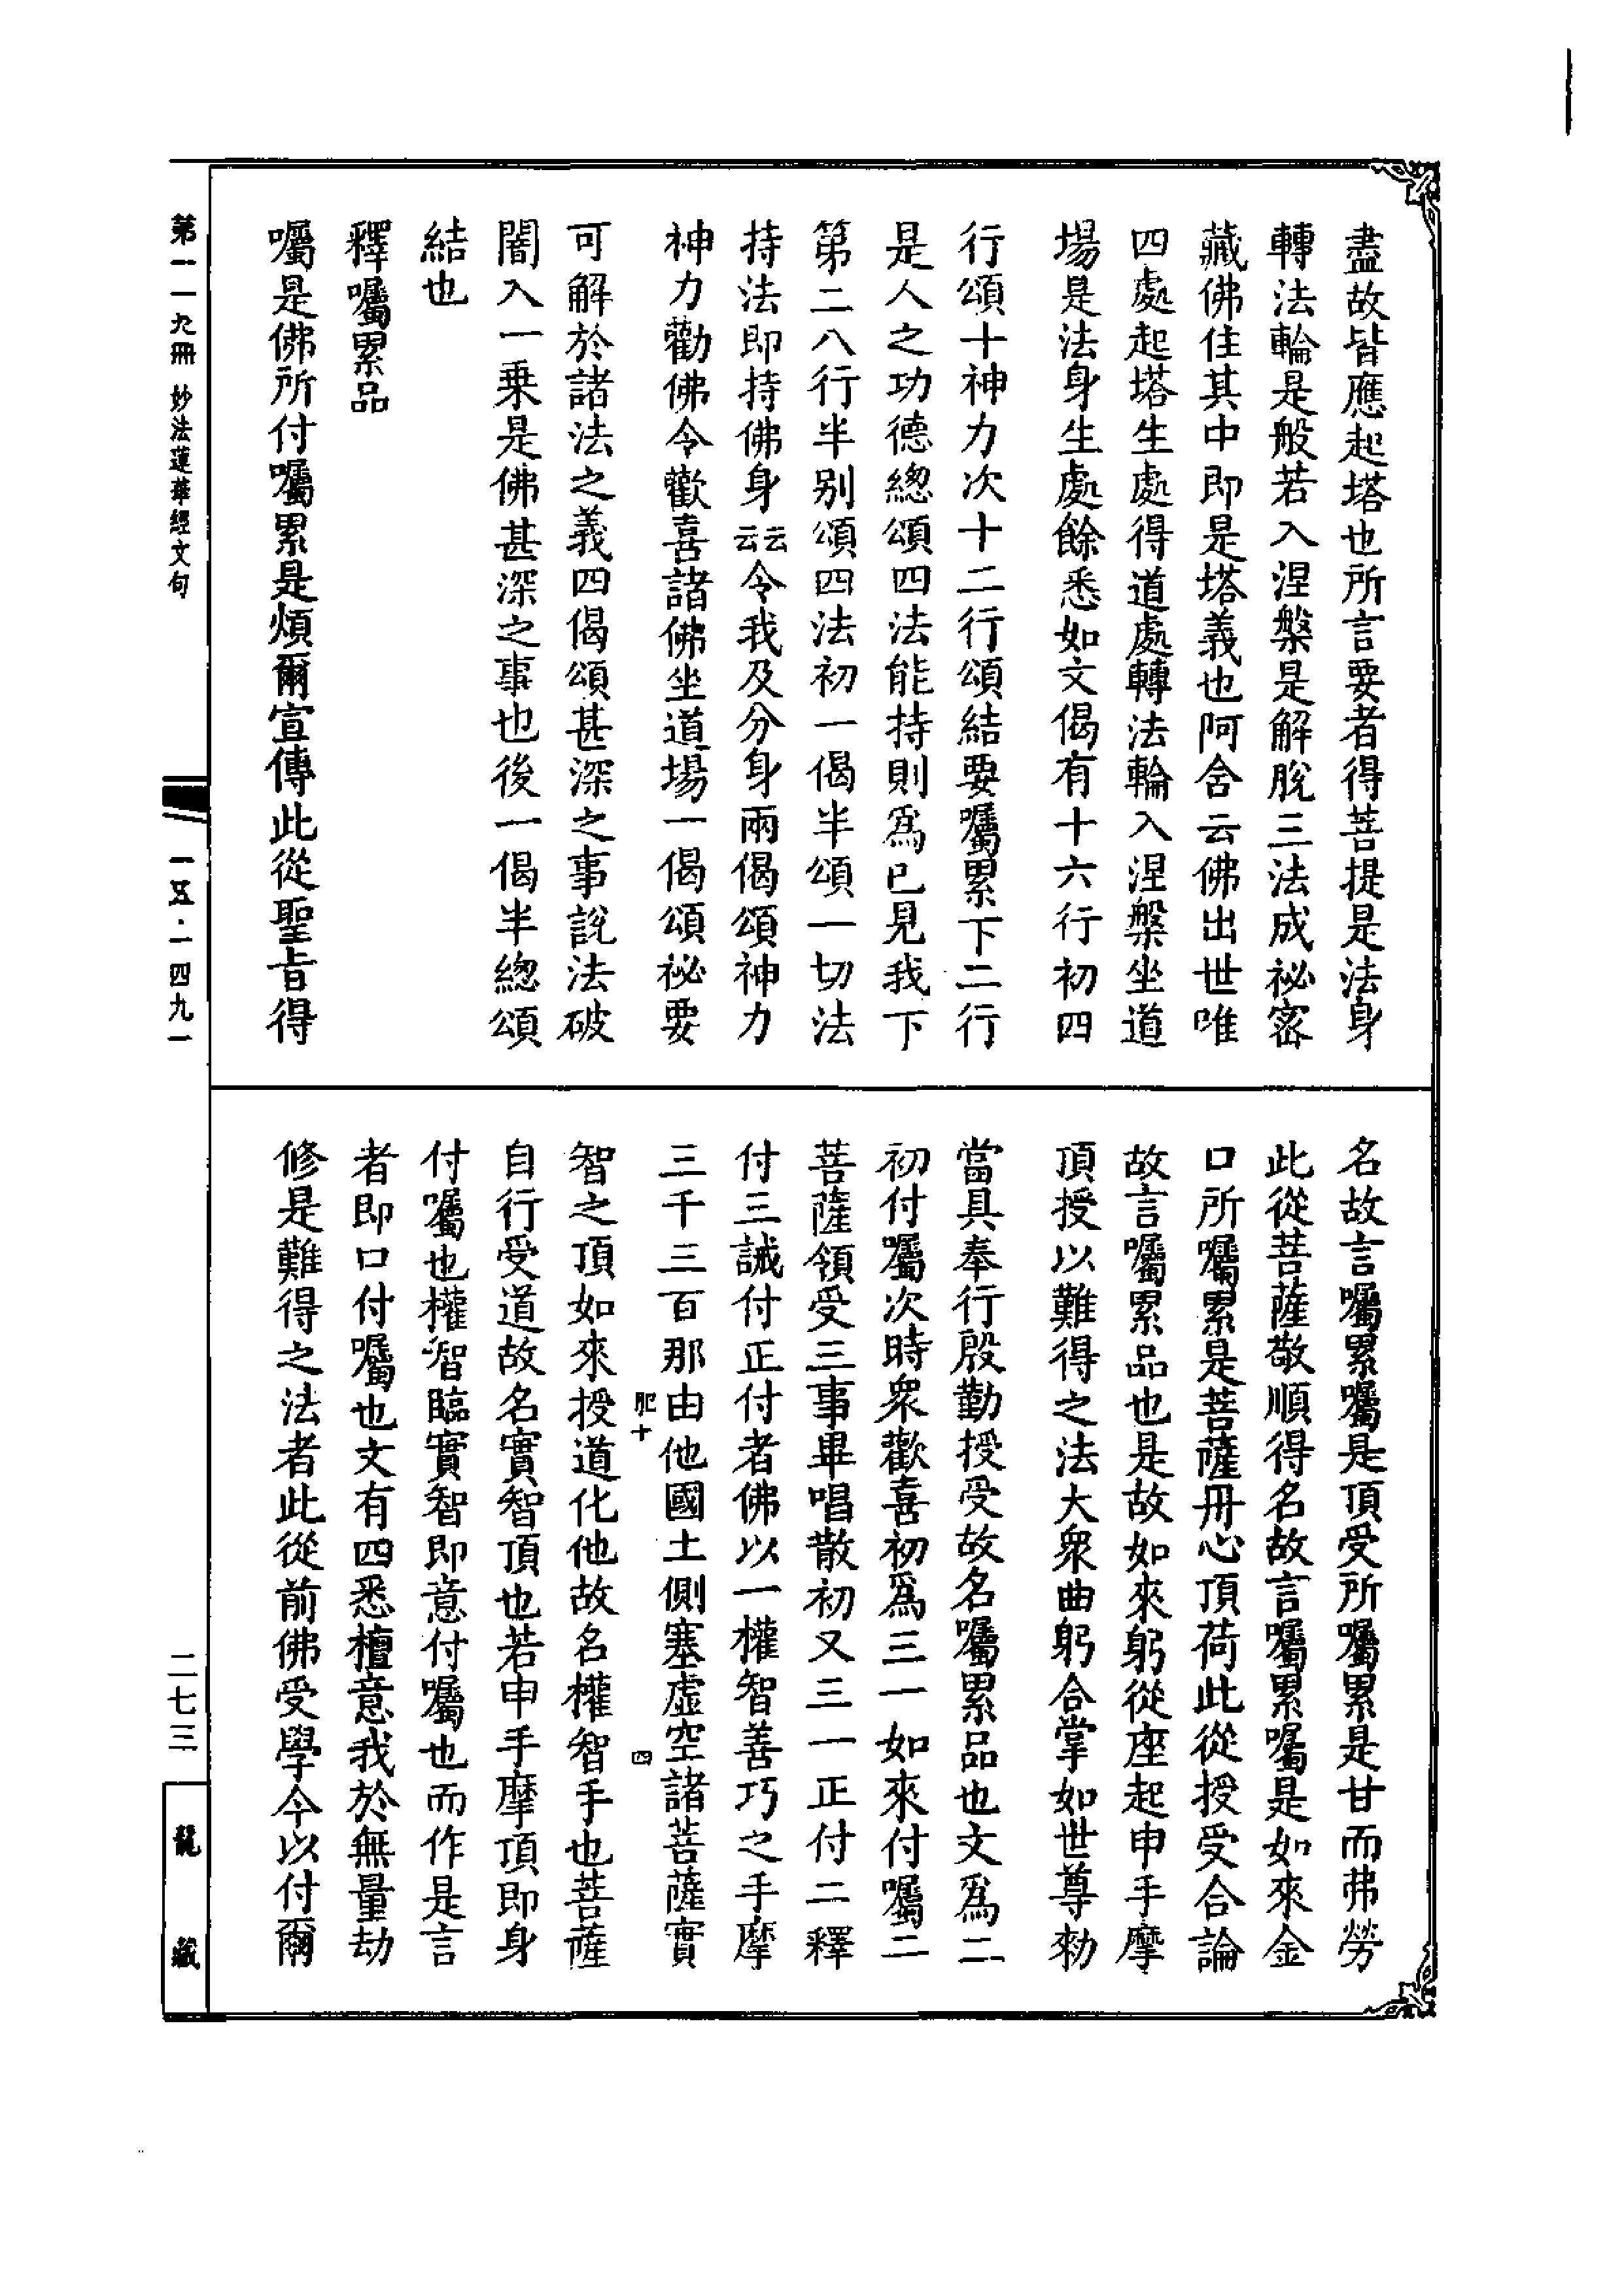 盡故皆應起塔也所言要者得菩提是法身
轉法輪是般若入涅槃是解脫三法成祕密
藏佛住其中即是塔義也阿含云佛出世唯
四處起塔生處得道處轉法輪入涅槃坐道
場是法身生處餘悉如文偈有十六行初四
行頌十神力次十二行頌結要囑累下二行
是人之功德總頌四法能持則為已見我下
第二八行半別頌四法初一偈半頌一切法
持法即持佛身云云令我及分身兩偈頌神力
神力勸佛令歡喜諸佛坐道場一偈頌祕要
可解於諸法之義四偈頌甚深之事說法破
闇入一乘是佛甚深之事也後一偈半總頌
結也
釋囑累品
囑是佛所付囑累是煩爾宣傳此從聖旨得
名故言囑累囑是頂受所囑累是甘而弗勞
此從菩薩敬順得名故言囑累囑是如來金
口所囑累是菩薩丹心頂荷此從授受合論
故言囑累品也是故如來躬從座起申手摩
頂授以難得之法大眾曲躬合掌如世尊勑
當具奉行殷勤授受故名囑累品也文為二
初付囑次時眾歡喜初為三一如來付囑二
菩薩領受三事畢唱散初又三一正付二釋
付三誡付正付者佛以一權智善巧之手摩
三千三百那由他國土側塞虛空諸菩薩實
肥十
四
智之頂如來授道化他故名權智手也菩薩
自行受道故名實智頂也若申手摩頂即身
付囑也權智臨實智即意付囑也而作是言
者即口付囑也文有四悉檀意我於無量劫
修是難得之法者此從前佛受學今以付爾
第一一九冊 妙法蓮華經文句
一五·一四九一
二七三
龍藏